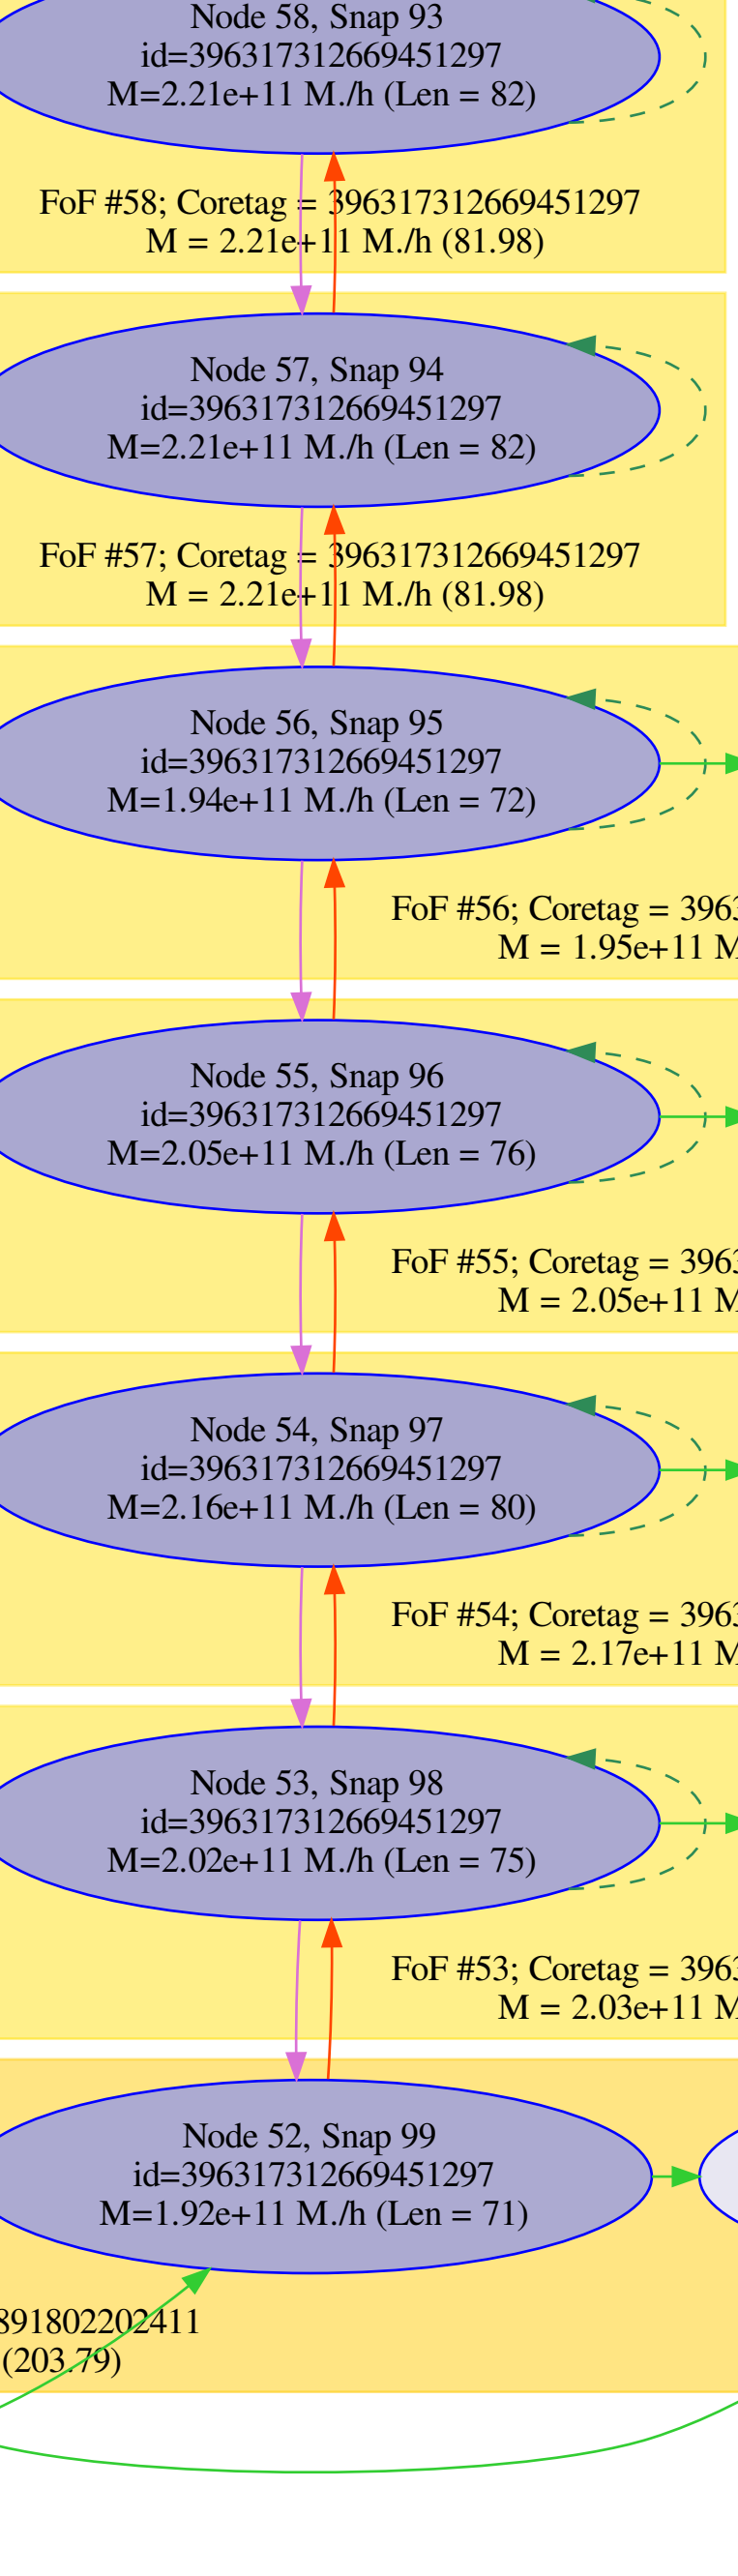 Node 58, Snap 93
id=396317312669451297
M=2.21e+11 M./h (Len = 82)
FoF #58; Coretag = 396317312669451297
M = 2.21e+11 M./h (81.98)
Node 57, Snap 94
id=396317312669451297
M=2.21e+11 M./h (Len = 82)
FoF #57; Coretag = 396317312669451297
M = 2.21e+11 M./h (81.98)
Node 56, Snap 95
id=396317312669451297
M=1.94e+11 M./h (Len = 72)
FoF #56; Coretag = 3963
M = 1.95e+11 M
Node 55, Snap 96
id=396317312669451297
M=2.05e+11 M./h (Len = 76)
FoF #55; Coretag = 3963
M = 2.05e+11 M
Node 54, Snap 97
id=396317312669451297
M=2.16e+11 M./h (Len = 80)
FoF #54; Coretag = 3963
M = 2.17e+11 M
Node 53, Snap 98
id=396317312669451297
M=2.02e+11 M./h (Len = 75)
FoF #53; Coretag = 3963
M = 2.03e+11 M
Node 52, Snap 99
id=396317312669451297
M=1.92e+11 M./h (Len = 71)
891802202411
(203.79)